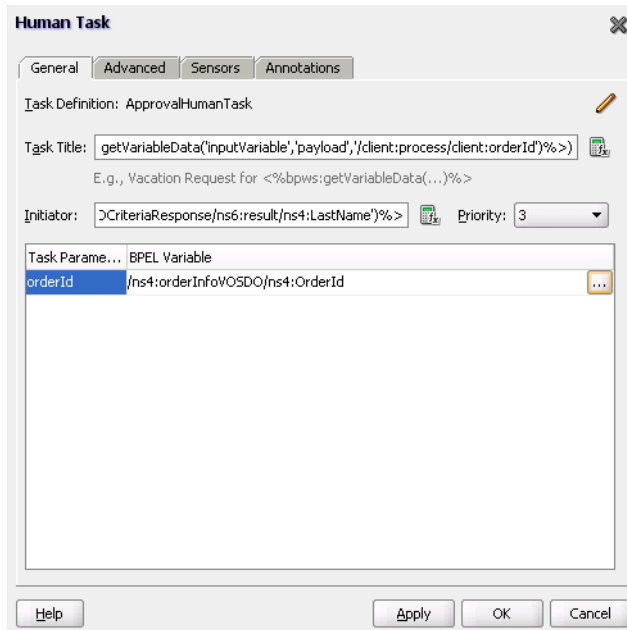 Human Task
General Advanced Sensors Annotations
Task Definition: ApprovalHumanTask
Task Title: getVariableData('inputVariable','payload','/client:process/client:orderId')%>)
E.g., Vacation Request for <%bpws:getVariableData(...)%>
Initiator: OCriteriaResponse/ns6:result/ns4:LastName')%> Priority: 3
Task Parame... BPEL Variable
orderId /ns4:orderInfoVOSDO/ns4:OrderId ...
Help Apply OK Cancel